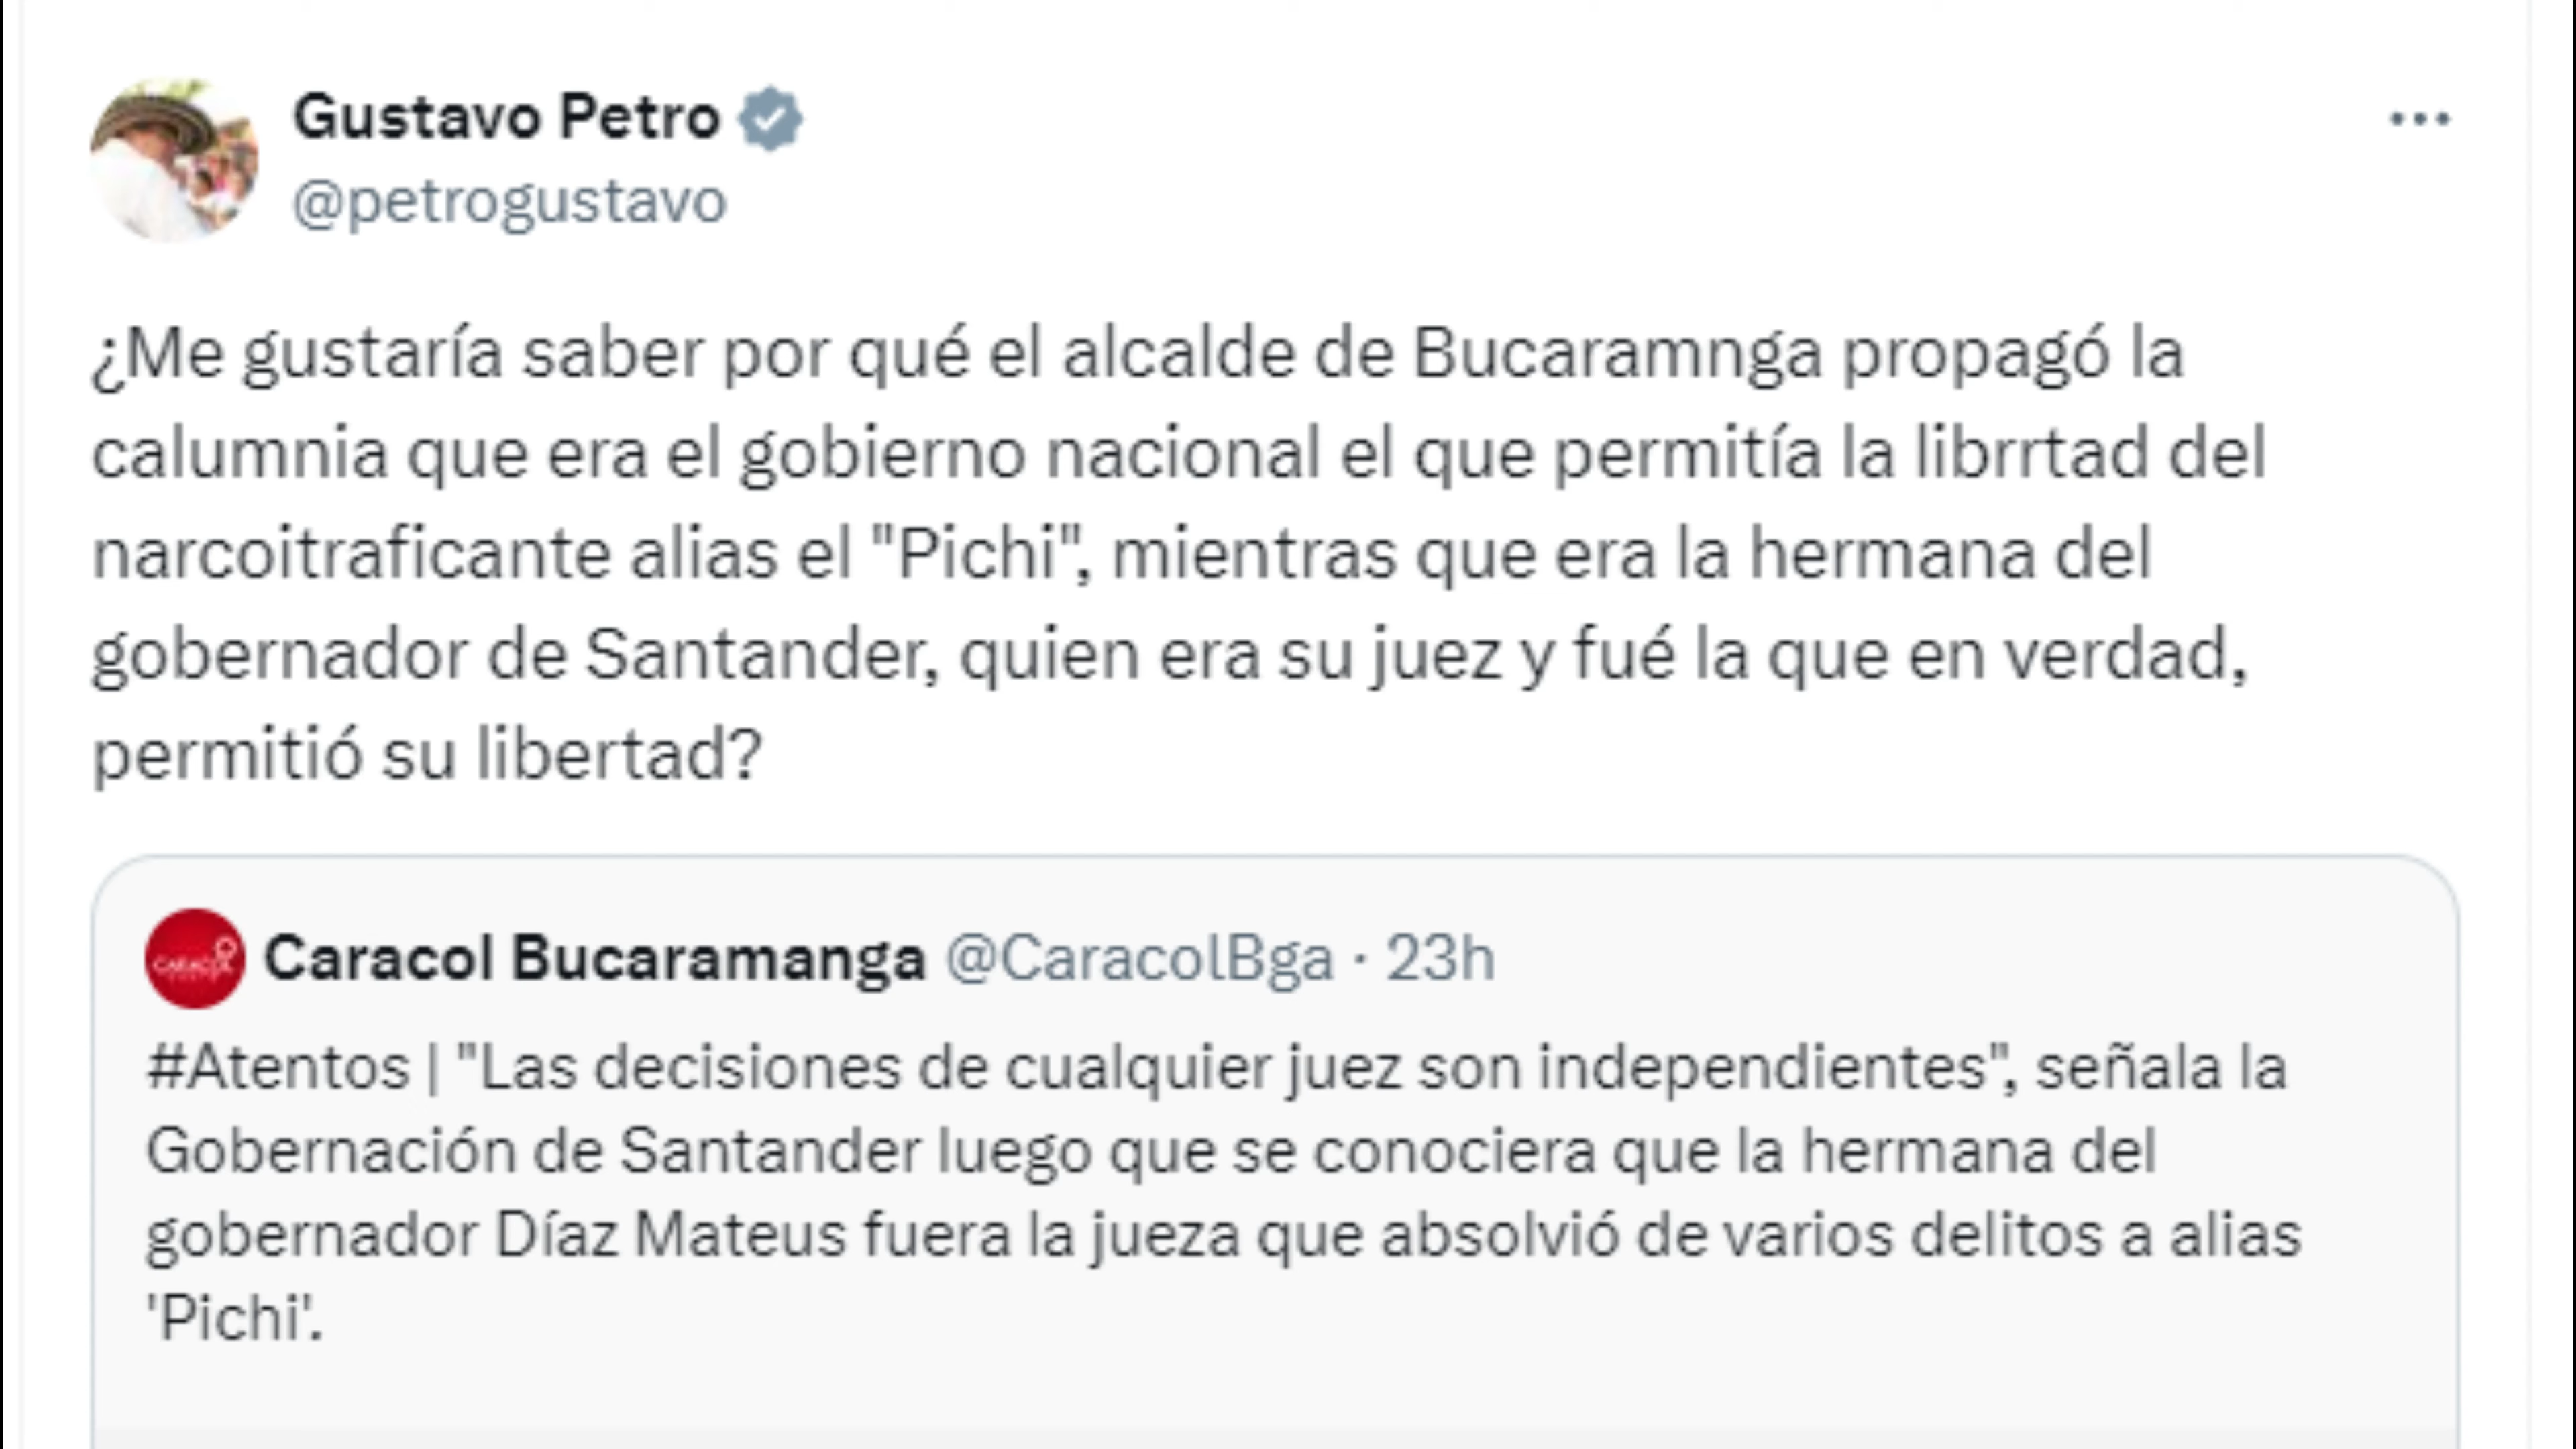 Gustavo Petro
@petrogustavo
¿Me gustaría saber por qué el alcalde de Bucaramnga propagó la
calumnia que era el gobierno nacional el que permitía la librrtad del
narcoitraficante alias el "Pichi", mientras que era la hermana del
gobernador de Santander, quien era su juez y fué la que en verdad,
permitió su libertad?
CARACOL
Caracol Bucaramanga @CaracolBga · 23h
#Atentos | "Las decisiones de cualquier juez son independientes", señala la
Gobernación de Santander luego que se conociera que la hermana del
gobernador Díaz Mateus fuera la jueza que absolvió de varios delitos a alias
'Pichi'.